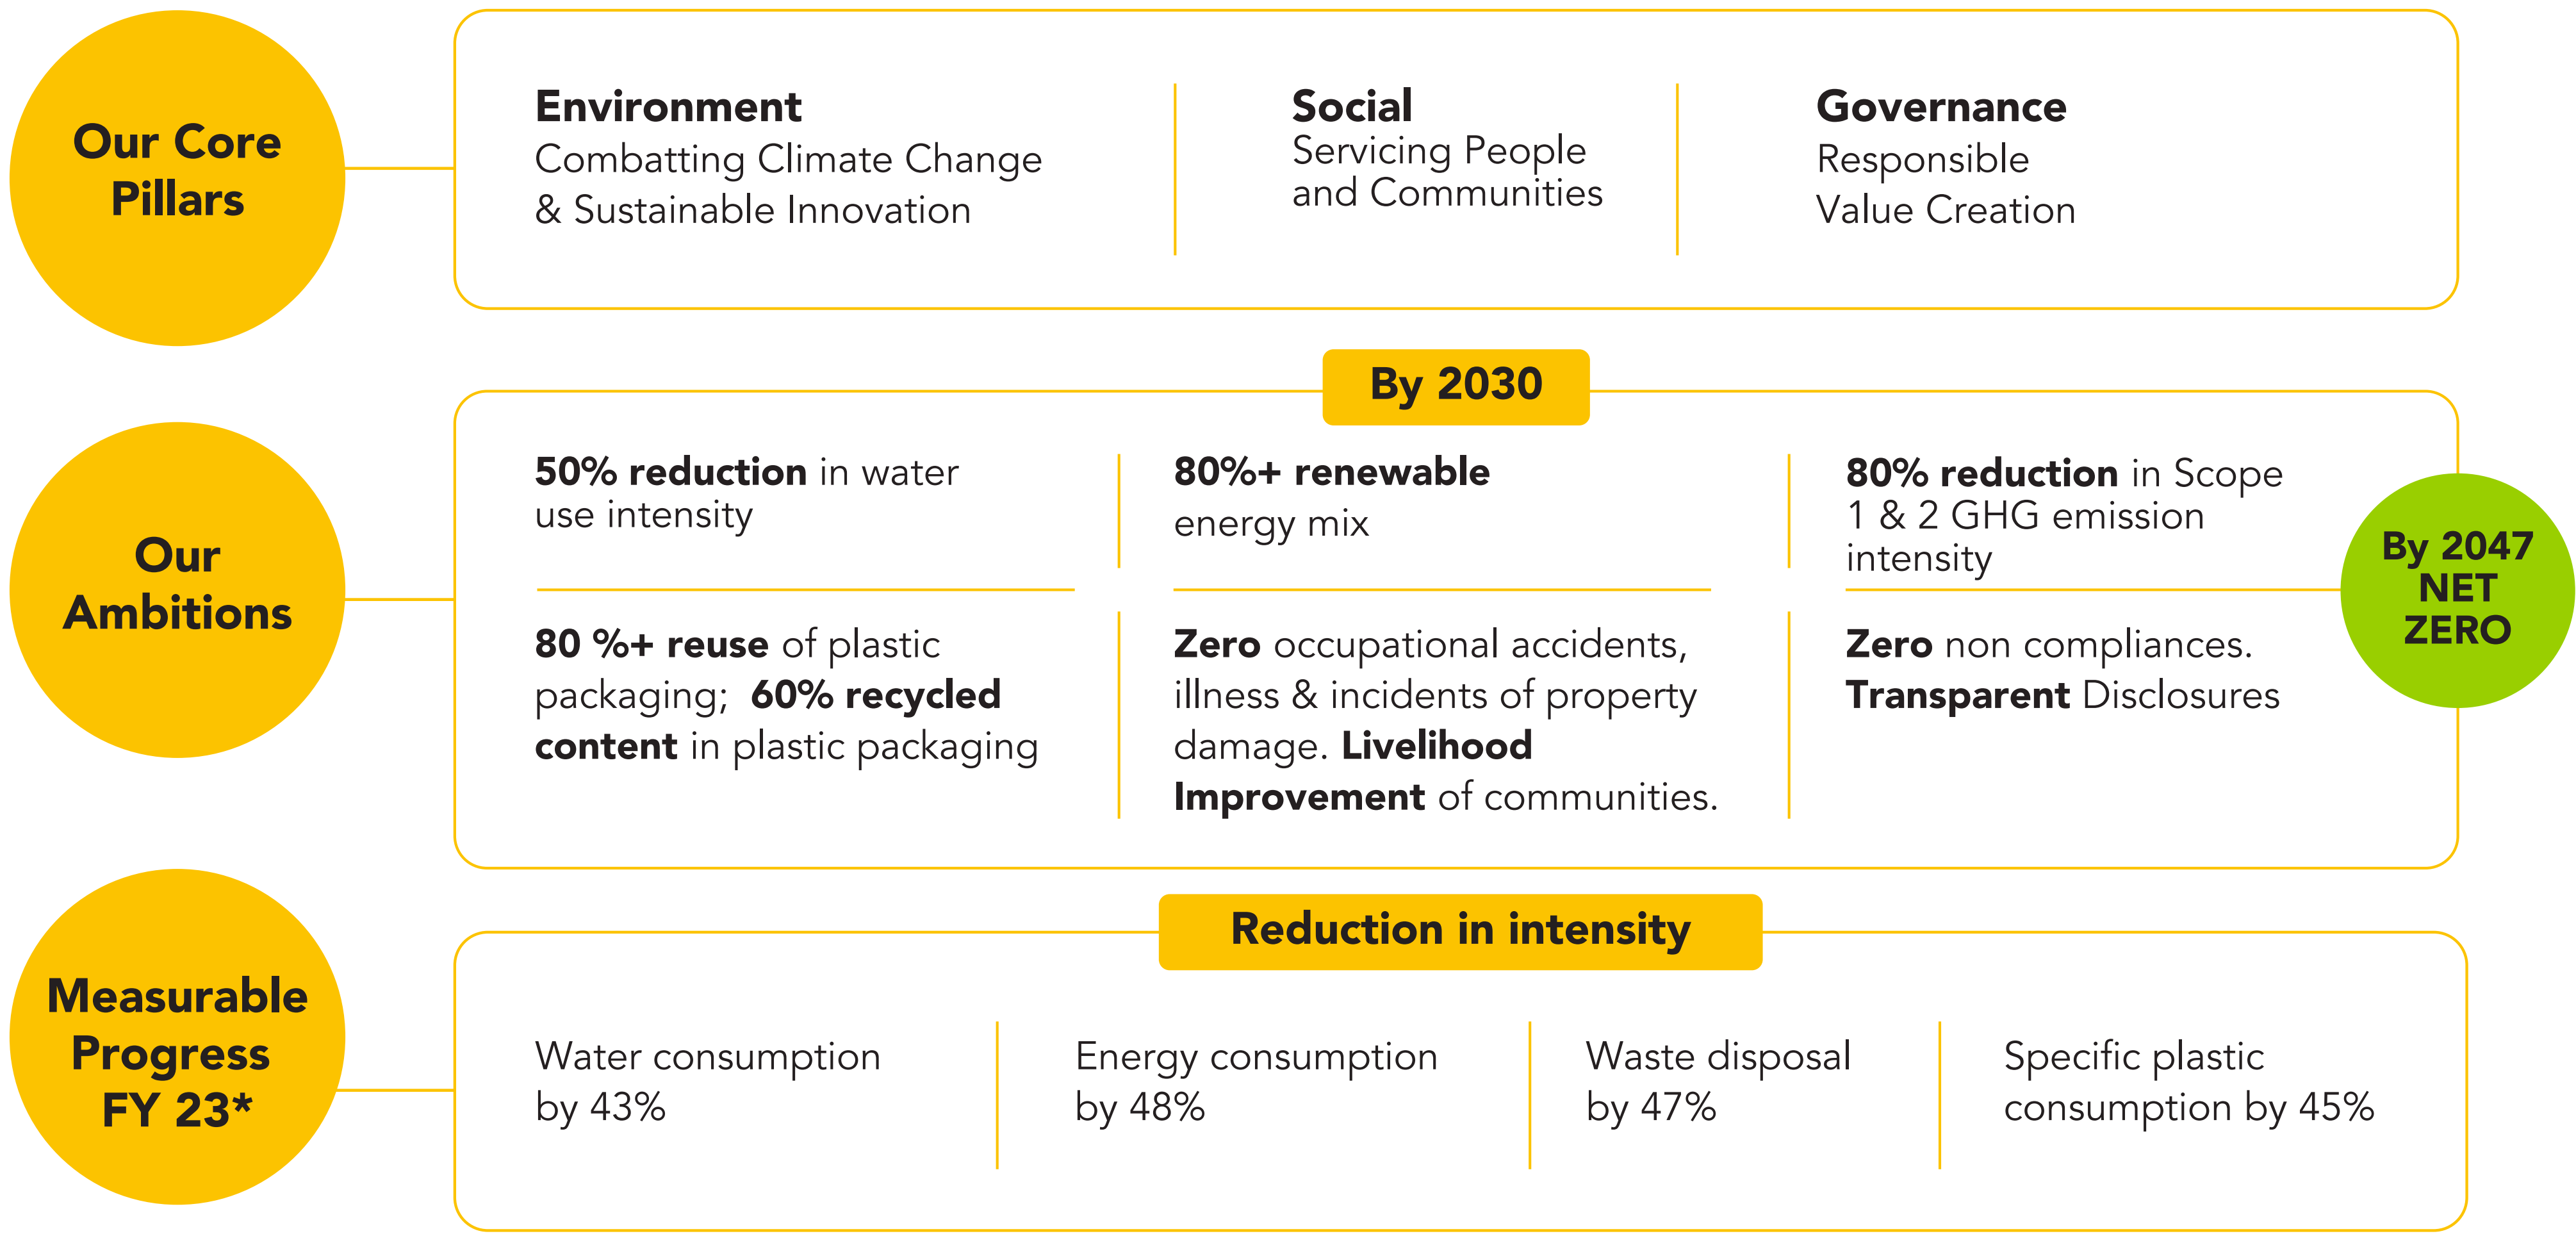 Our Core
Pillars
Environment
Combatting Climate Change
& Sustainable Innovation
Social
Servicing People
and Communities
Governance
Responsible
Value Creation
Our
Ambitions
By 2030
50% reduction in water
use intensity
80%+ renewable
energy mix
80% reduction in Scope
1 & 2 GHG emission
intensity
80 %+ reuse of plastic
packaging; 60% recycled
content in plastic packaging
Zero occupational accidents,
illness & incidents of property
damage. Livelihood
Improvement of communities.
Zero non compliances.
Transparent Disclosures
By 2047
NET
ZERO
Measurable
Progress
FY 23*
Reduction in intensity
Water consumption
by 43%
Energy consumption
by 48%
Waste disposal
by 47%
Specific plastic
consumption by 45%